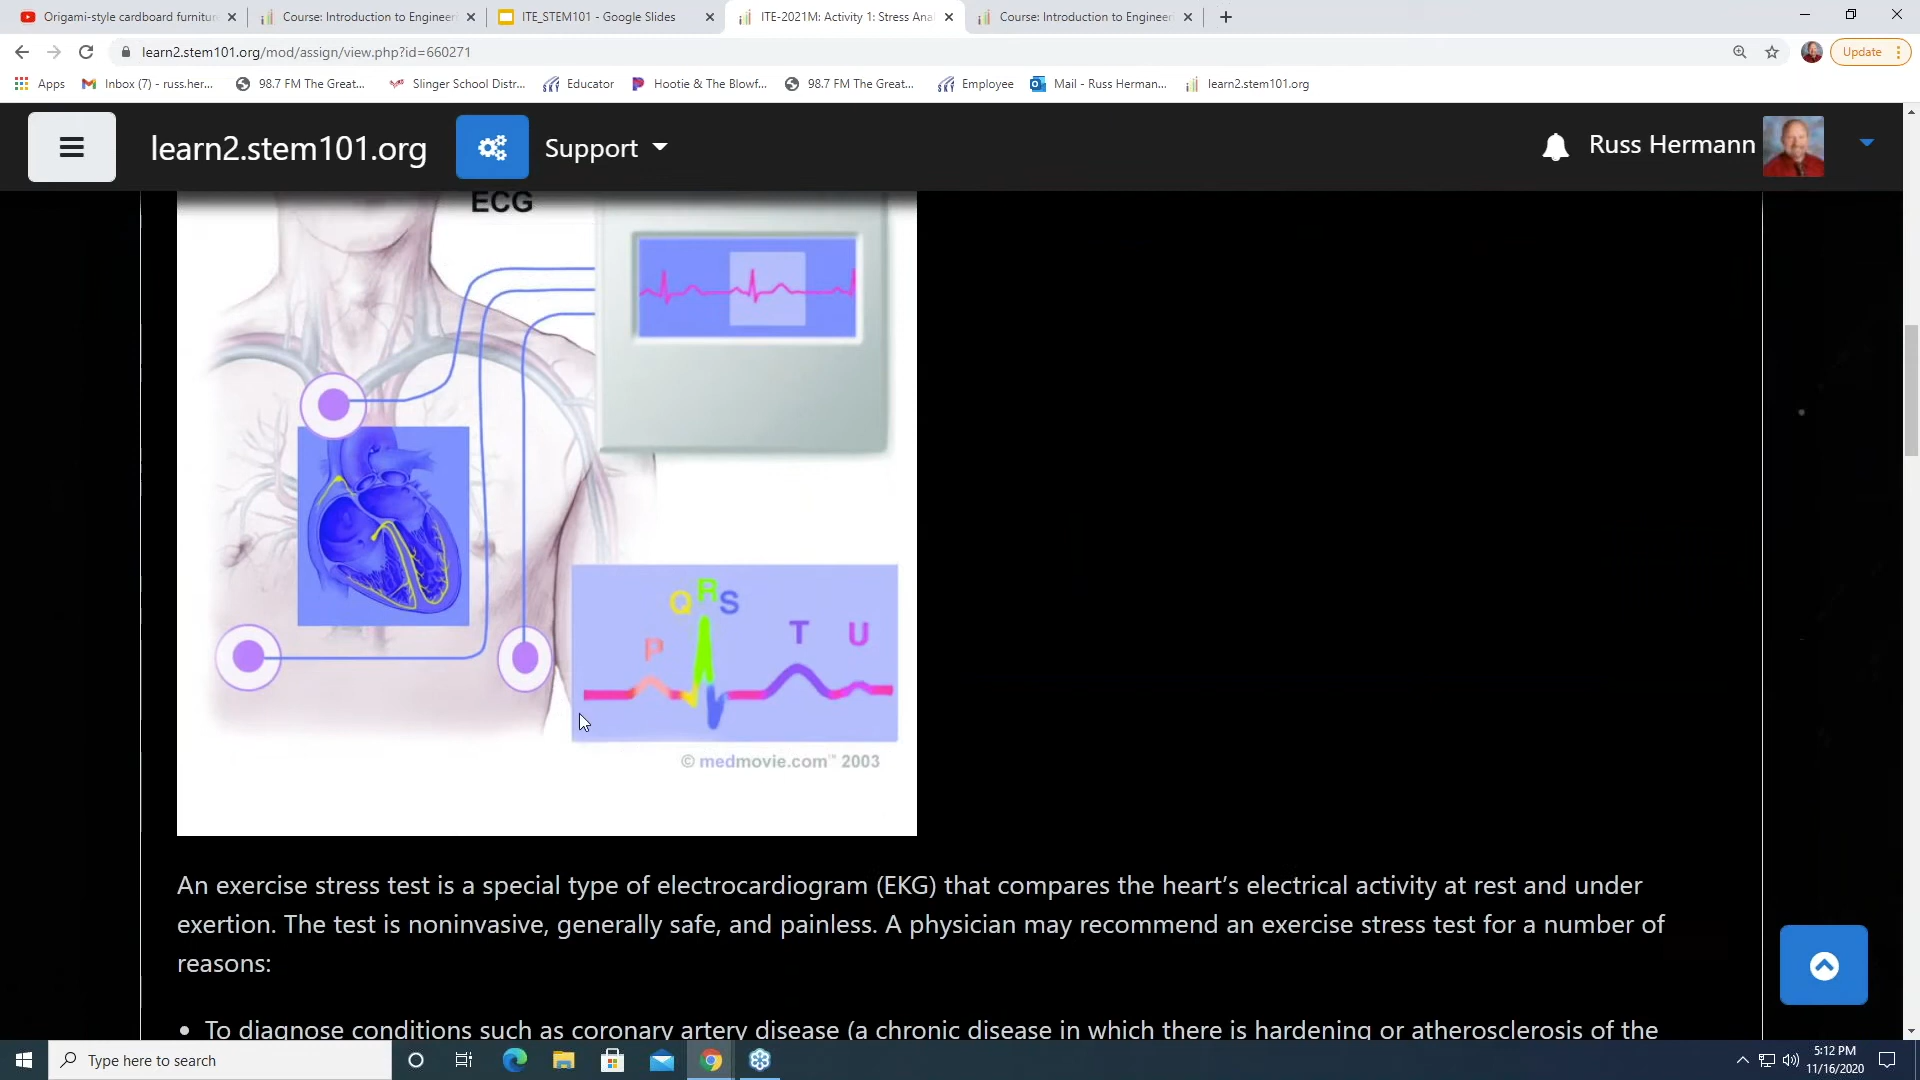 Origami-style cardboard furnitur
Course: Introduction to Engineeri
ITE_STEM101 - Google Slides
ITE-2021M: Activity 1: Stress Ana
Course: Introduction to Engineeri
learn2.stem101.org/mod/assign/view.php?id=660271
Update
Apps
Inbox (7) - russ.her...
98.7 FM The Great...
Slinger School Distr...
Educator
Hootie & The Blowf...
98.7 FM The Great...
Employee
Mail - Russ Herman...
learn2.stem101.org
learn2.stem101.org
Support
Russ Hermann
ECG
P Q R S T U
© medmovie.com™ 2003
An exercise stress test is a special type of electrocardiogram (EKG) that compares the heart’s electrical activity at rest and under
exertion. The test is noninvasive, generally safe, and painless. A physician may recommend an exercise stress test for a number of
reasons:
• To diagnose conditions such as coronary artery disease (a chronic disease in which there is hardening or atherosclerosis of the
Type here to search
5:12 PM
11/16/2020